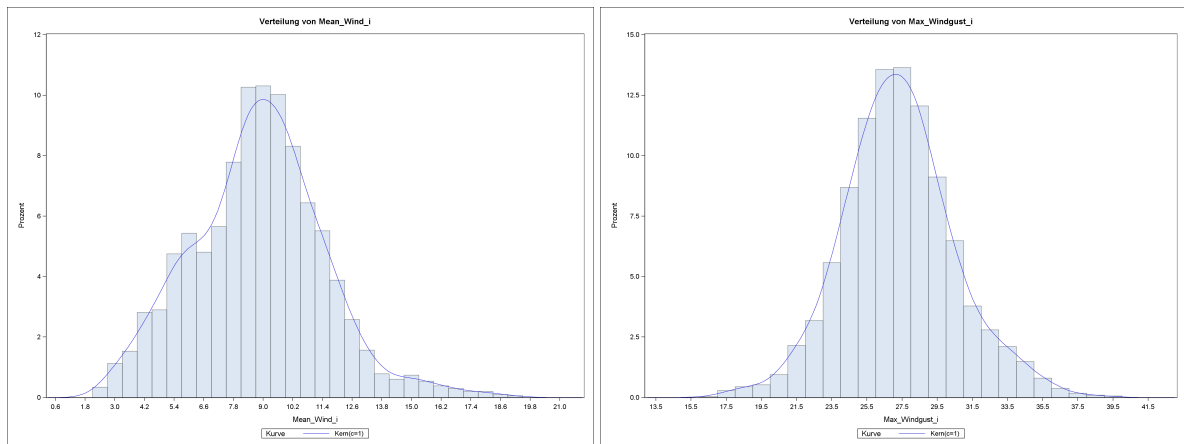 Verteilung von Mean_Wind_i
12
10
8
6
4
2
0
Prozent
0.6 1.8 3.0 4.2 5.4 6.6 7.8 9.0 10.2 11.4 12.6 13.8 15.0 16.2 17.4 18.6 19.8 21.0
Mean_Wind_i
Kurve Kern(c=1)
Verteilung von Max_Windgust_i
15.0
12.5
10.0
7.5
5.0
2.5
0.0
Prozent
13.5 15.5 17.5 19.5 21.5 23.5 25.5 27.5 29.5 31.5 33.5 35.5 37.5 39.5 41.5
Max_Windgust_i
Kurve Kern(c=1)